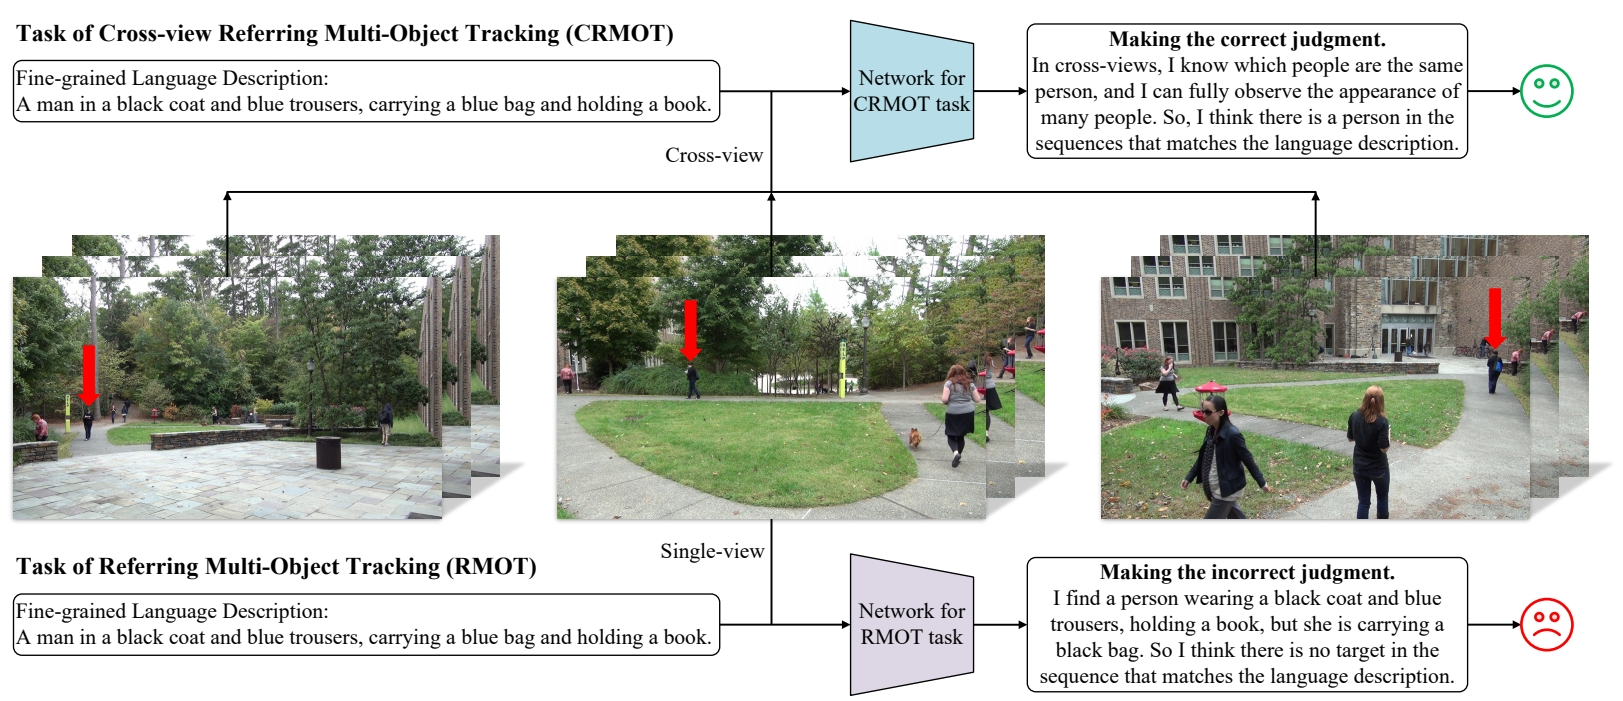 Task of Cross-view Referring Multi-Object Tracking (CRMOT)
Fine-grained Language Description:
A man in a black coat and blue trousers, carrying a blue bag and holding a book.
Network for
CRMOT task
Making the correct judgment.
In cross-views, I know which people are the same
person, and I can fully observe the appearance of
many people. So, I think there is a person in the
sequences that matches the language description.
Cross-view
Single-view
Task of Referring Multi-Object Tracking (RMOT)
Fine-grained Language Description:
A man in a black coat and blue trousers, carrying a blue bag and holding a book.
Network for
RMOT task
Making the incorrect judgment.
I find a person wearing a black coat and blue
trousers, holding a book, but she is carrying a
black bag. So I think there is no target in the
sequence that matches the language description.